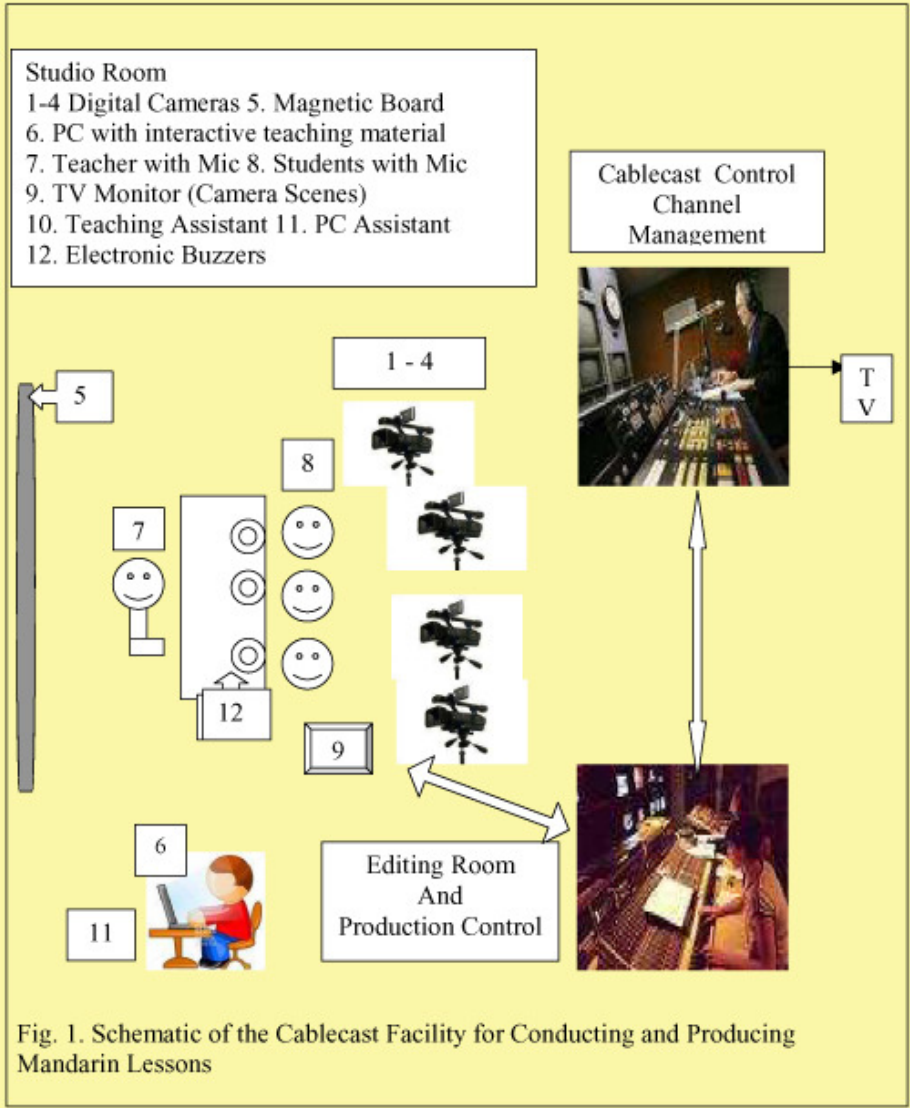 Studio Room
1-4 Digital Cameras 5. Magnetic Board
6. PC with interactive teaching material
7. Teacher with Mic 8. Students with Mic
9. TV Monitor (Camera Scenes)
10. Teaching Assistant 11. PC Assistant
12. Electronic Buzzers
Cablecast Control
Channel
Management
1 - 4
T
V
5
8
7
12
9
6
11
Editing Room
And
Production Control
Fig. 1. Schematic of the Cablecast Facility for Conducting and Producing
Mandarin Lessons